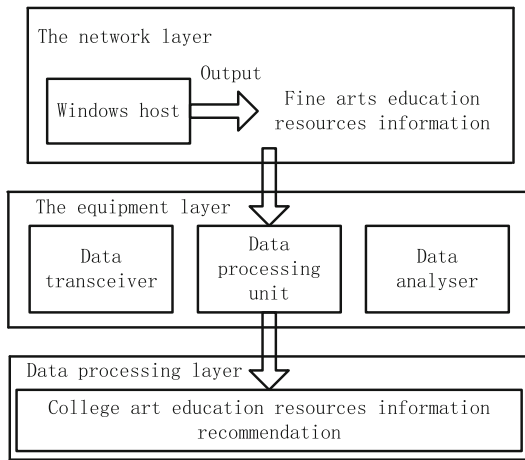 The network layer
Output
Windows host
Fine arts education
resources information
The equipment layer
Data
transceiver
Data
processing
unit
Data
analyser
Data processing layer
College art education resources information
recommendation